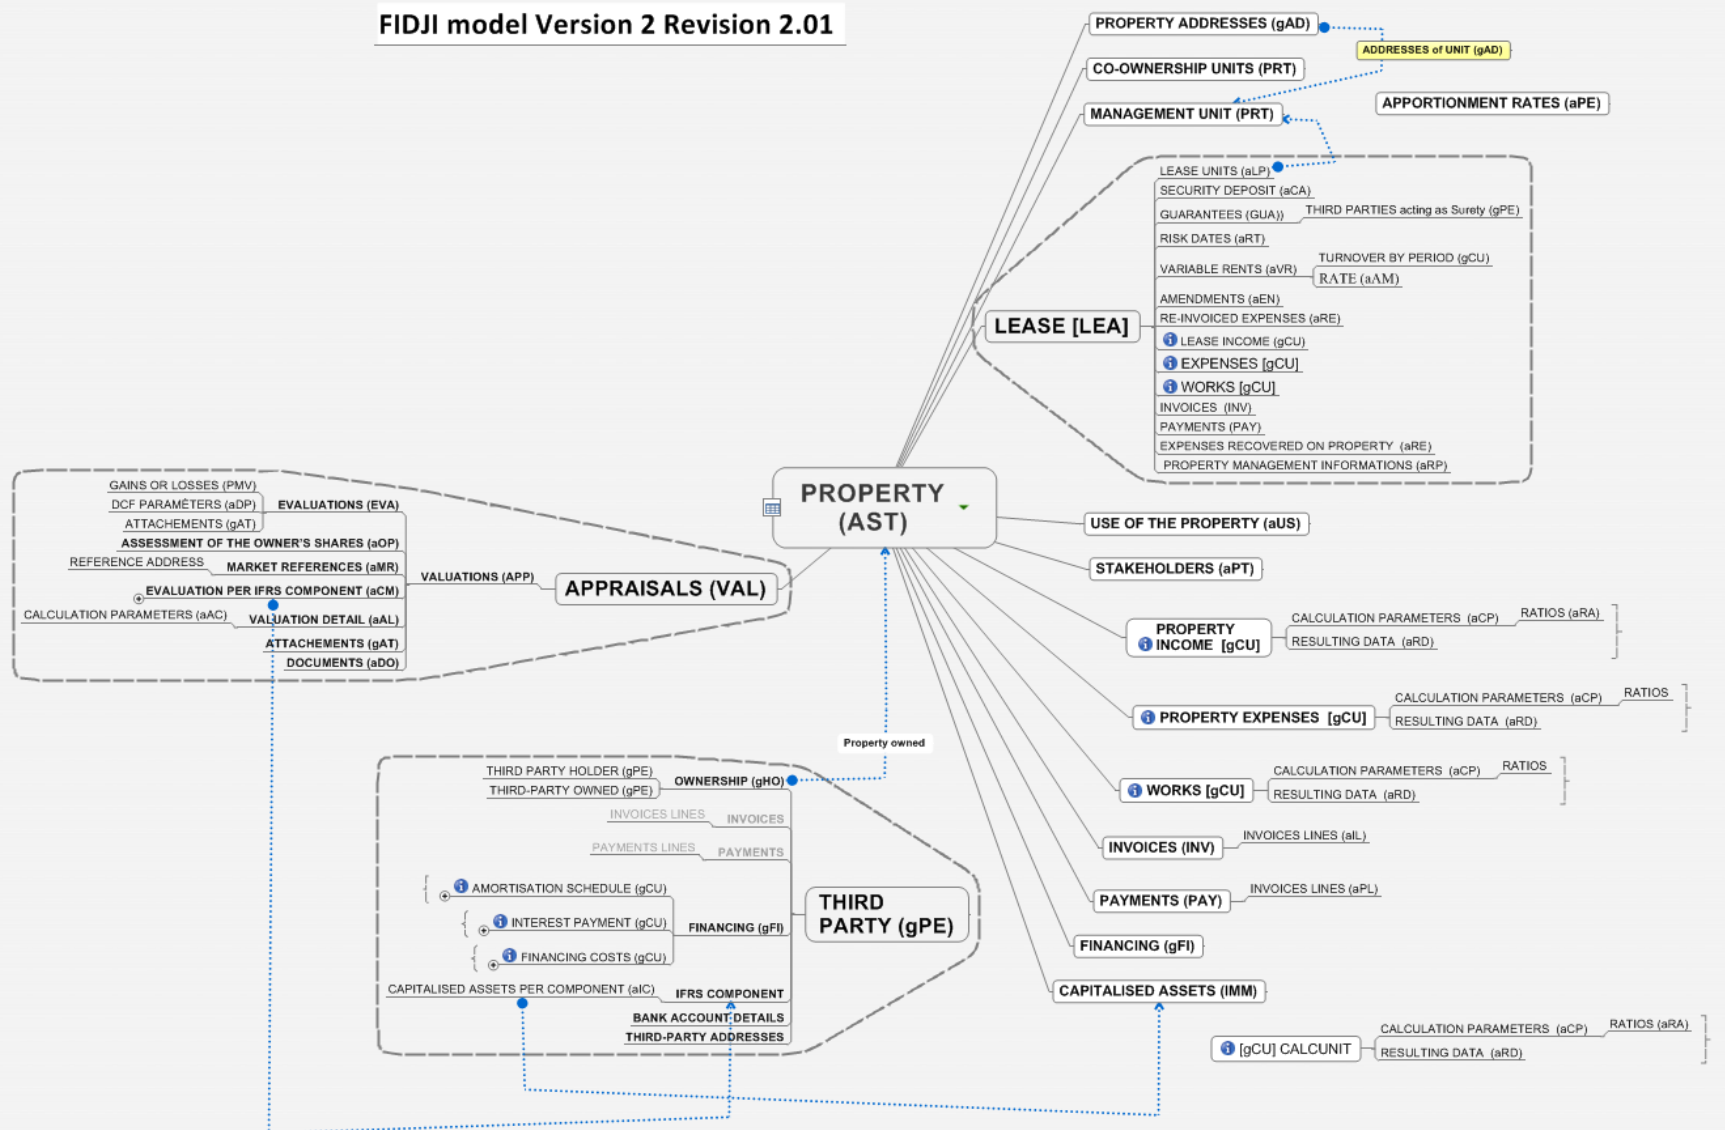 FIDJI model Version 2 Revision 2.01
PROPERTY ADDRESSES (gAD)
ADDRESSES of UNIT (gAD)
CO-OWNERSHIP UNITS (PRT)
APPORTIONMENT RATES (aPE)
MANAGEMENT UNIT (PRT)
LEASE [LEA]
LEASE UNITS (aLP)
SECURITY DEPOSIT (aCA)
GUARANTEES (GUA))
THIRD PARTIES acting as Surety (gPE)
RISK DATES (aRT)
VARIABLE RENTS (aVR)
TURNOVER BY PERIOD (gCU)
RATE (aAM)
AMENDMENTS (aEN)
RE-INVOICED EXPENSES (aRE)
LEASE INCOME (gCU)
EXPENSES [gCU]
WORKS [gCU]
INVOICES (INV)
PAYMENTS (PAY)
EXPENSES RECOVERED ON PROPERTY (aRE)
PROPERTY MANAGEMENT INFORMATIONS (aRP)
PROPERTY
(AST)
USE OF THE PROPERTY (aUS)
STAKEHOLDERS (aPT)
PROPERTY
INCOME [gCU]
CALCULATION PARAMETERS (aCP)
RATIOS (aRA)
RESULTING DATA (aRD)
PROPERTY EXPENSES [gCU]
CALCULATION PARAMETERS (aCP)
RATIOS
RESULTING DATA (aRD)
WORKS [gCU]
CALCULATION PARAMETERS (aCP)
RATIOS
RESULTING DATA (aRD)
INVOICES (INV)
INVOICES LINES (aIL)
PAYMENTS (PAY)
INVOICES LINES (aPL)
FINANCING (gFI)
CAPITALISED ASSETS (IMM)
[gCU] CALCUNIT
CALCULATION PARAMETERS (aCP)
RATIOS (aRA)
RESULTING DATA (aRD)
APPRAISALS (VAL)
VALUATIONS (APP)
GAINS OR LOSSES (PMV)
DCF PARAMÈTERS (aDP)
EVALUATIONS (EVA)
ATTACHEMENTS (gAT)
ASSESSMENT OF THE OWNER'S SHARES (aOP)
REFERENCE ADDRESS
MARKET REFERENCES (aMR)
EVALUATION PER IFRS COMPONENT (aCM)
CALCULATION PARAMETERS (aAC)
VALUATION DETAIL (aAL)
ATTACHEMENTS (gAT)
DOCUMENTS (aDO)
Property owned
THIRD
PARTY (gPE)
THIRD PARTY HOLDER (gPE)
OWNERSHIP (gHO)
THIRD-PARTY OWNED (gPE)
INVOICES LINES
INVOICES
PAYMENTS LINES
PAYMENTS
AMORTISATION SCHEDULE (gCU)
INTEREST PAYMENT (gCU)
FINANCING (gFI)
FINANCING COSTS (gCU)
CAPITALISED ASSETS PER COMPONENT (aIC)
IFRS COMPONENT
BANK ACCOUNT DETAILS
THIRD-PARTY ADDRESSES